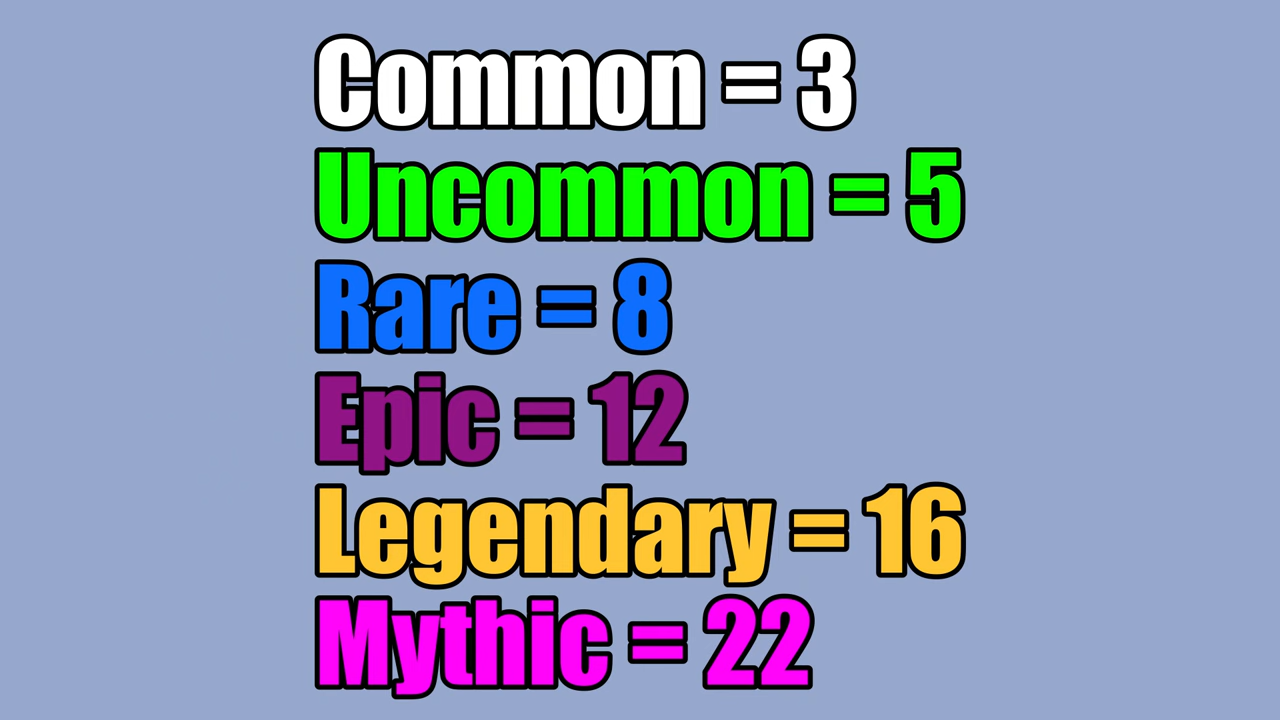 Common = 3
Uncommon = 5
Rare = 8
Epic = 12
Legendary = 16
Mythic = 22